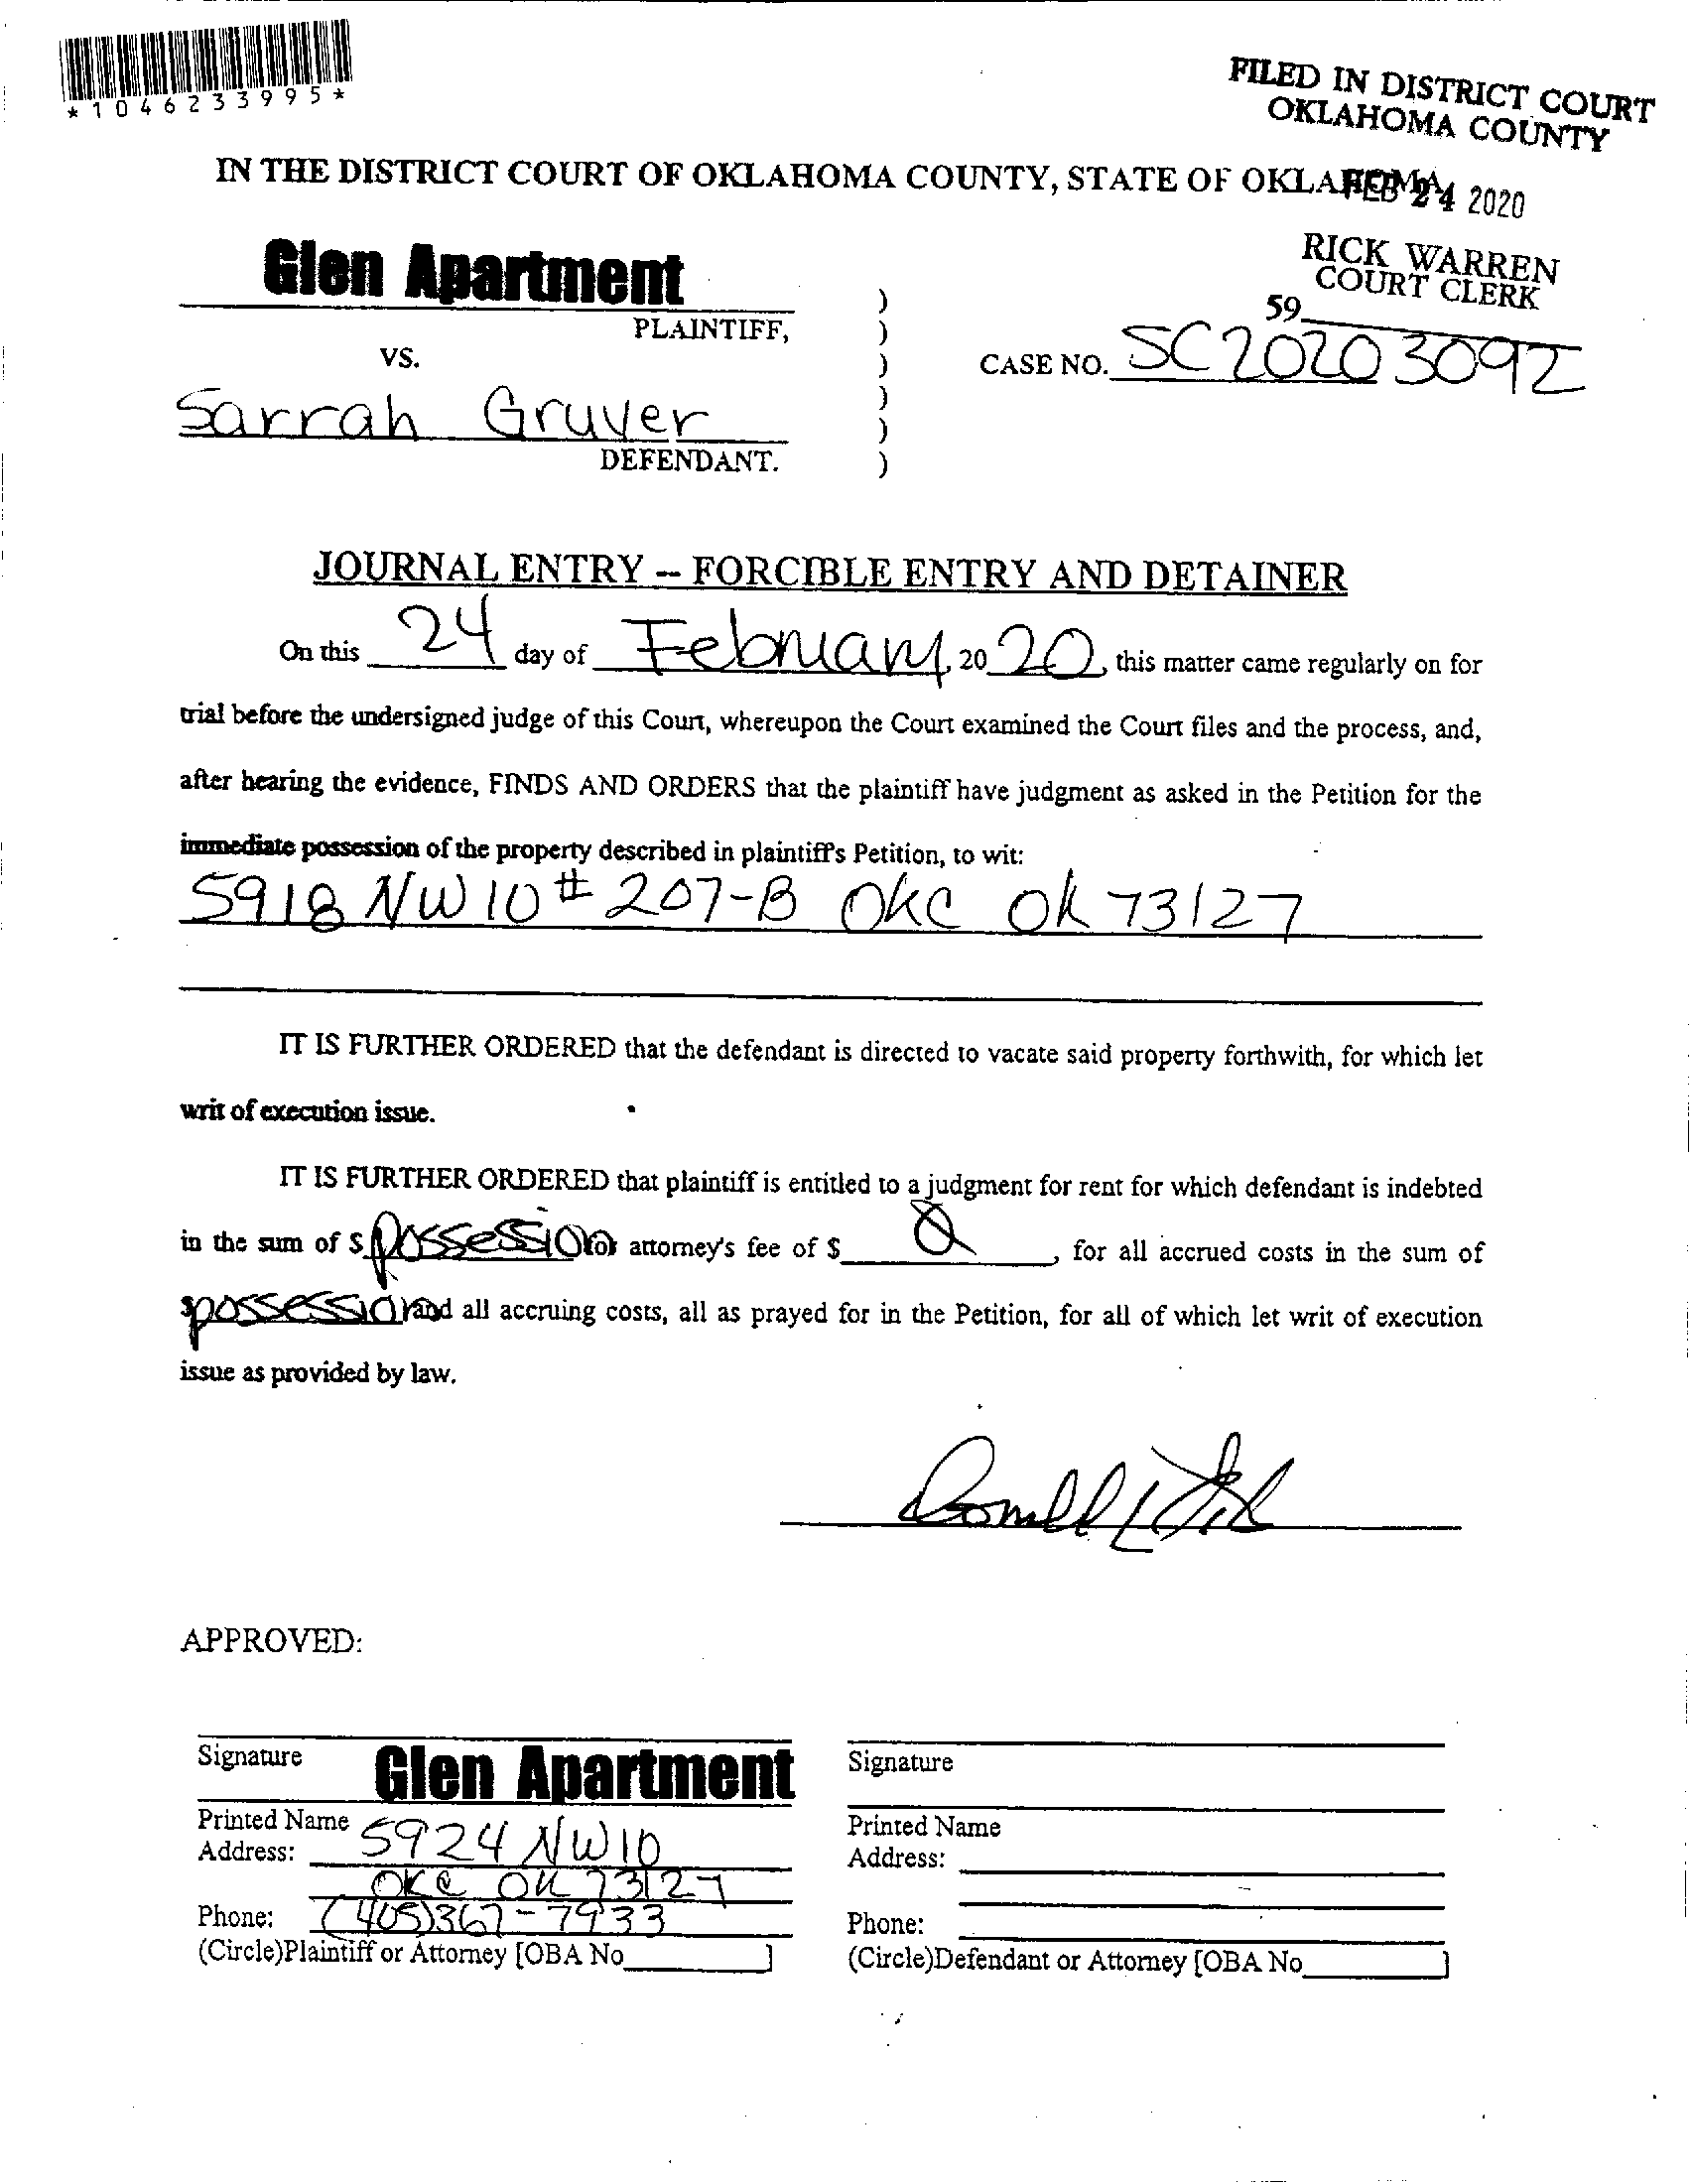 *1046233995*
FILED IN DISTRICT COURT
OKLAHOMA COUNTY
IN THE DISTRICT COURT OF OKLAHOMA COUNTY, STATE OF OKLAHOMA
FEB 24 2020
RICK WARREN
COURT CLERK
59
Glen Apartment
PLAINTIFF,
VS.
CASE NO. SC20203092
Sarrah Gruver
DEFENDANT.
)
)
)
)
)
)
JOURNAL ENTRY -- FORCIBLE ENTRY AND DETAINER
On this 24 day of February, 20 20, this matter came regularly on for
trial before the undersigned judge of this Court, whereupon the Court examined the Court files and the process, and,
after hearing the evidence, FINDS AND ORDERS that the plaintiff have judgment as asked in the Petition for the
immediate possession of the property described in plaintiff's Petition, to wit:
5918 NW 10 # 207-B OKC OK 73127
IT IS FURTHER ORDERED that the defendant is directed to vacate said property forthwith, for which let
writ of execution issue.
IT IS FURTHER ORDERED that plaintiff is entitled to a judgment for rent for which defendant is indebted
in the sum of $ possession for attorney's fee of $ , for all accrued costs in the sum of
$ possession and all accruing costs, all as prayed for in the Petition, for all of which let writ of execution
issue as provided by law.
APPROVED:
Signature
Glen Apartment
Printed Name
Address: 5924 NW10
OKC OK 73127
Phone: (405)367-7933
(Circle)Plaintiff or Attorney [OBA No ]
Signature
Printed Name
Address:
Phone:
(Circle)Defendant or Attorney [OBA No ]